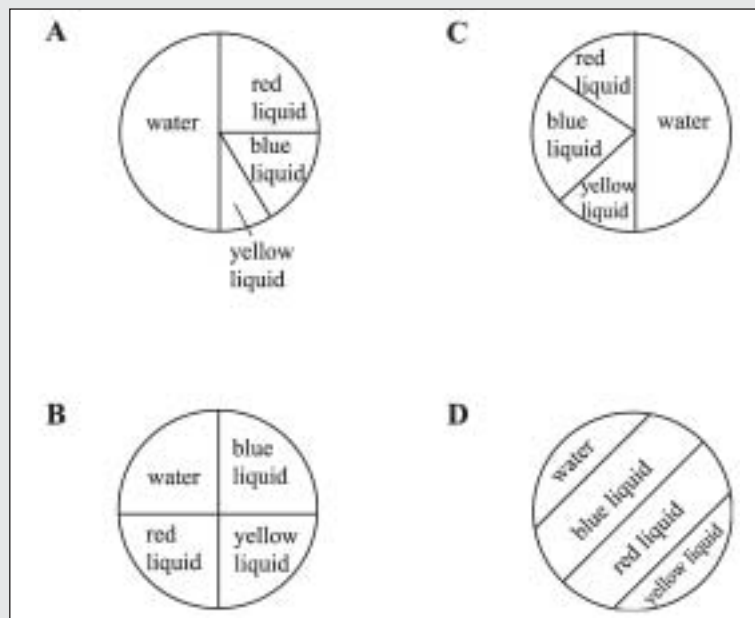 A
water
red
liquid
blue
liquid
yellow
liquid
C
red
liquid
blue
liquid
yellow
liquid
water
B
water
blue
liquid
red
liquid
yellow
liquid
D
water
blue liquid
red liquid
yellow liquid